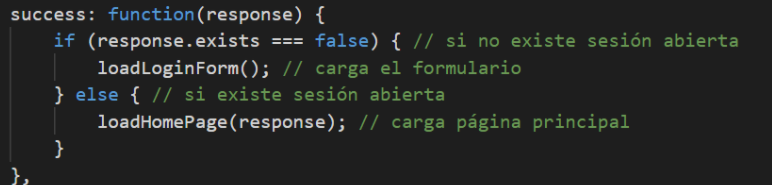 success: function(response) {
    if (response.exists === false) { // si no existe sesión abierta
        loadLoginForm(); // carga el formulario
    } else { // si existe sesión abierta
        loadHomePage(response); // carga página principal
    }
},